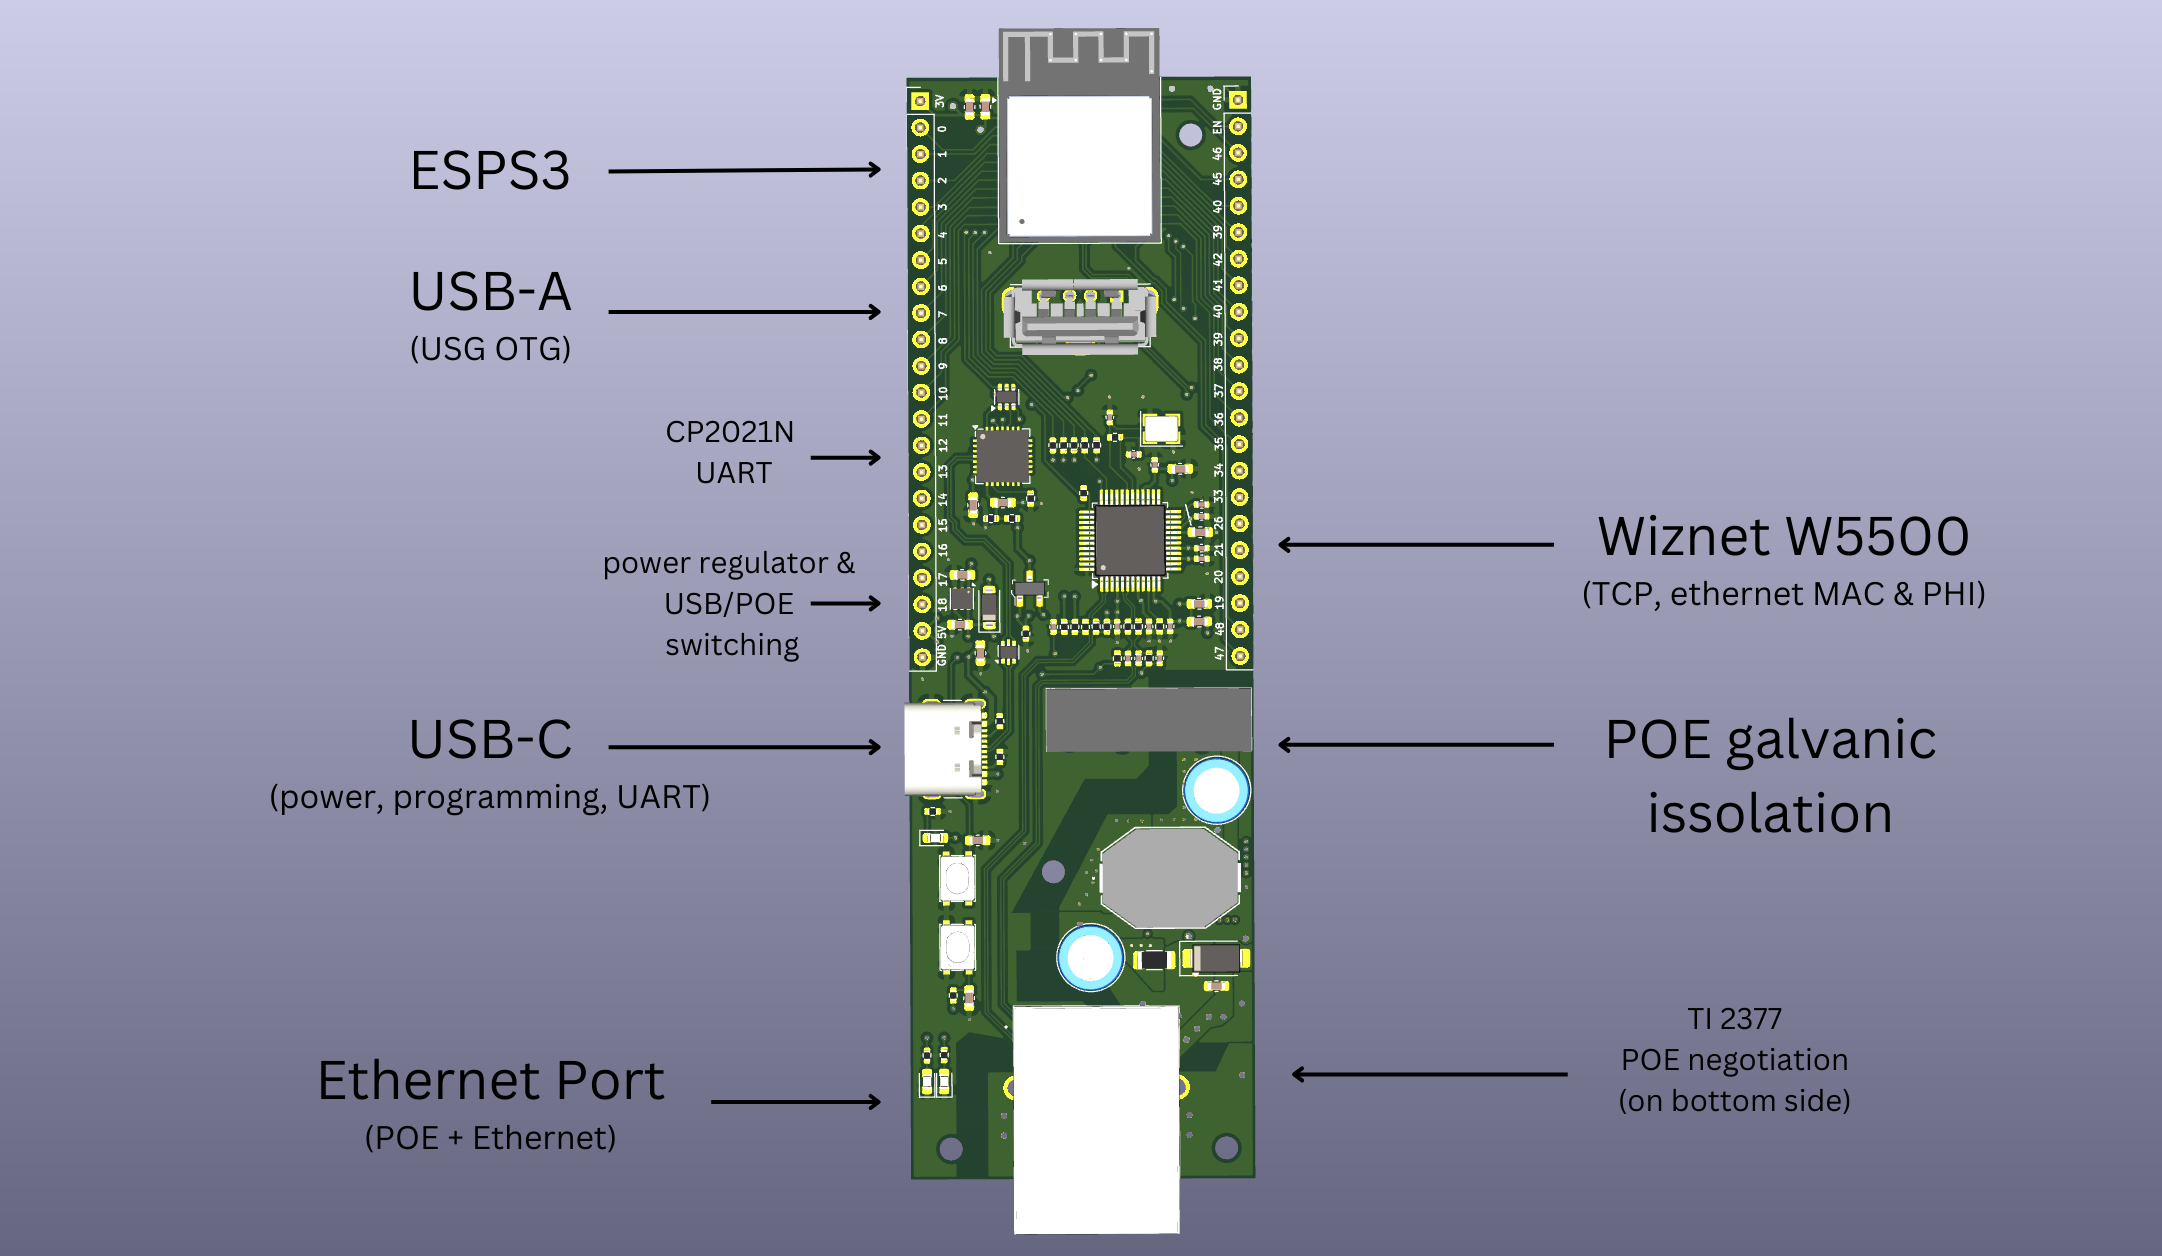 ESPS3
USB-A
(USG OTG)
CP2021N
UART
power regulator &
USB/POE
switching
USB-C
(power, programming, UART)
Ethernet Port
(POE + Ethernet)
3V
0
1
2
3
4
5
6
7
8
9
10
11
12
13
14
15
16
17
18
5V
GND
GND
EN
46
45
40
39
42
41
40
39
38
37
36
35
34
33
26
21
20
19
48
47
Wiznet W5500
(TCP, ethernet MAC & PHI)
POE galvanic
issolation
TI 2377
POE negotiation
(on bottom side)